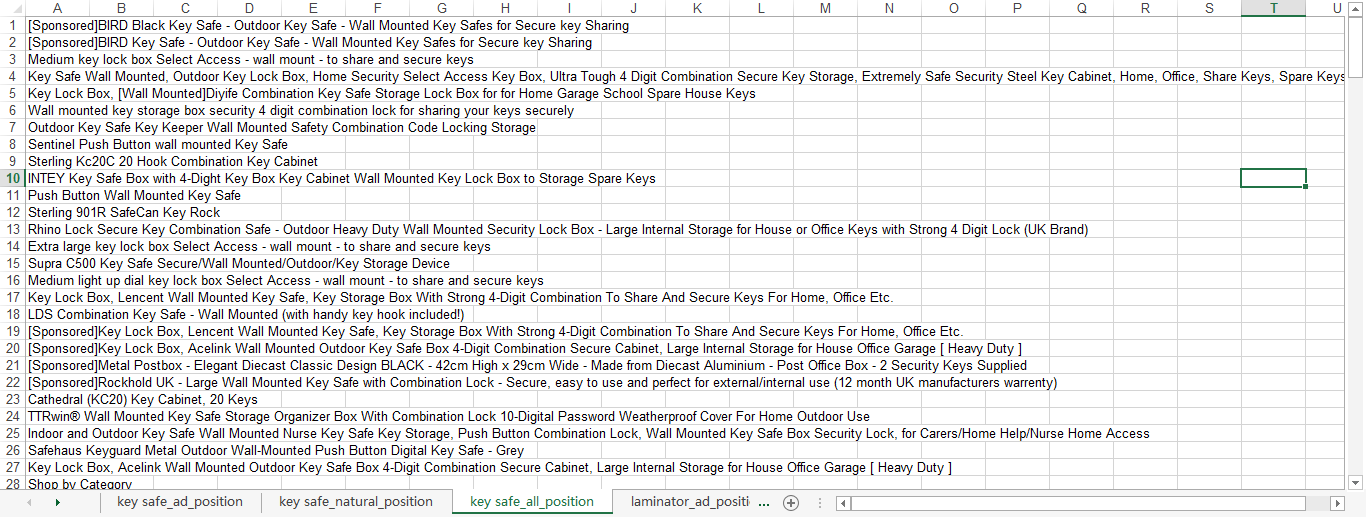 A B C D E F G H I J K L M N O P Q R S T U
1 [Sponsored]BIRD Black Key Safe - Outdoor Key Safe - Wall Mounted Key Safes for Secure key Sharing
2 [Sponsored]BIRD Key Safe - Outdoor Key Safe - Wall Mounted Key Safes for Secure key Sharing
3 Medium key lock box Select Access - wall mount - to share and secure keys
4 Key Safe Wall Mounted, Outdoor Key Lock Box, Home Security Select Access Key Box, Ultra Tough 4 Digit Combination Secure Key Storage, Extremely Safe Security Steel Key Cabinet, Home, Office, Share Keys, Spare Keys
5 Key Lock Box, [Wall Mounted]Diyife Combination Key Safe Storage Lock Box for for Home Garage School Spare House Keys
6 Wall mounted key storage box security 4 digit combination lock for sharing your keys securely
7 Outdoor Key Safe Key Keeper Wall Mounted Safety Combination Code Locking Storage
8 Sentinel Push Button wall mounted Key Safe
9 Sterling Kc20C 20 Hook Combination Key Cabinet
10 INTEY Key Safe Box with 4-Dight Key Box Key Cabinet Wall Mounted Key Lock Box to Storage Spare Keys
11 Push Button Wall Mounted Key Safe
12 Sterling 901R SafeCan Key Rock
13 Rhino Lock Secure Key Combination Safe - Outdoor Heavy Duty Wall Mounted Security Lock Box - Large Internal Storage for House or Office Keys with Strong 4 Digit Lock (UK Brand)
14 Extra large key lock box Select Access - wall mount - to share and secure keys
15 Supra C500 Key Safe Secure/Wall Mounted/Outdoor/Key Storage Device
16 Medium light up dial key lock box Select Access - wall mount - to share and secure keys
17 Key Lock Box, Lencent Wall Mounted Key Safe, Key Storage Box With Strong 4-Digit Combination To Share And Secure Keys For Home, Office Etc.
18 LDS Combination Key Safe - Wall Mounted (with handy key hook included!)
19 [Sponsored]Key Lock Box, Lencent Wall Mounted Key Safe, Key Storage Box With Strong 4-Digit Combination To Share And Secure Keys For Home, Office Etc.
20 [Sponsored]Key Lock Box, Acelink Wall Mounted Outdoor Key Safe Box 4-Digit Combination Secure Cabinet, Large Internal Storage for House Office Garage [ Heavy Duty ]
21 [Sponsored]Metal Postbox - Elegant Diecast Classic Design BLACK - 42cm High x 29cm Wide - Made from Diecast Aluminium - Post Office Box - 2 Security Keys Supplied
22 [Sponsored]Rockhold UK - Large Wall Mounted Key Safe with Combination Lock - Secure, easy to use and perfect for external/internal use (12 month UK manufacturers warrenty)
23 Cathedral (KC20) Key Cabinet, 20 Keys
24 TTRwin® Wall Mounted Key Safe Storage Organizer Box With Combination Lock 10-Digital Password Weatherproof Cover For Home Outdoor Use
25 Indoor and Outdoor Key Safe Wall Mounted Nurse Key Safe Key Storage, Push Button Combination Lock, Wall Mounted Key Safe Box Security Lock, for Carers/Home Help/Nurse Home Access
26 Safehaus Keyguard Metal Outdoor Wall-Mounted Push Button Digital Key Safe - Grey
27 Key Lock Box, Acelink Wall Mounted Outdoor Key Safe Box 4-Digit Combination Secure Cabinet, Large Internal Storage for House Office Garage [ Heavy Duty ]
28 Shop by Category
key safe_ad_position key safe_natural_position key safe_all_position laminator_ad_positi ...